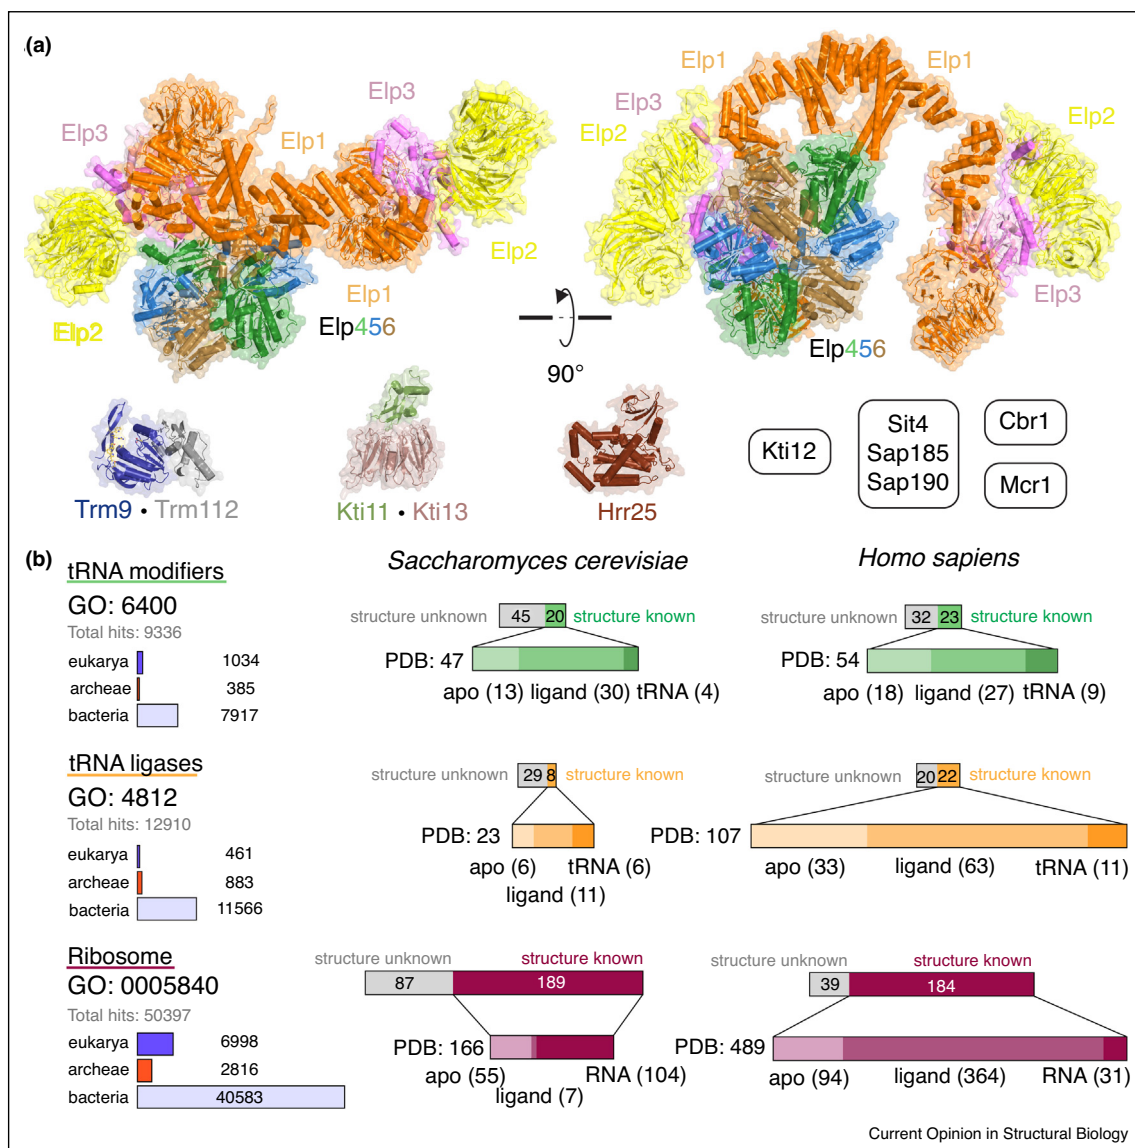 (a)
Elp1
Elp1
Elp3
Elp3
Elp3
Elp2
Elp1
Elp2
Elp2
Elp1
Elp3
Elp2
Elp456
Elp456
90°
Trm9 • Trm112
Kti11 • Kti13
Hrr25
Kti12
Sit4
Sap185
Sap190
Cbr1
Mcr1
(b)
Saccharomyces cerevisiae
Homo sapiens
tRNA modifiers
GO: 6400
Total hits: 9336
eukarya 1034
archeae 385
bacteria 7917
structure unknown 45 20 structure known
PDB: 47
apo (13) ligand (30) tRNA (4)
structure unknown 32 23 structure known
PDB: 54
apo (18) ligand (27) tRNA (9)
tRNA ligases
GO: 4812
Total hits: 12910
eukarya 461
archeae 883
bacteria 11566
structure unknown 29 8 structure known
PDB: 23
apo (6) tRNA (6)
ligand (11)
structure unknown 20 22 structure known
PDB: 107
apo (33) ligand (63) tRNA (11)
Ribosome
GO: 0005840
Total hits: 50397
eukarya 6998
archeae 2816
bacteria 40583
structure unknown structure known
87 189
PDB: 166
apo (55) RNA (104)
ligand (7)
structure unknown structure known
39 184
PDB: 489
apo (94) ligand (364) RNA (31)
Current Opinion in Structural Biology